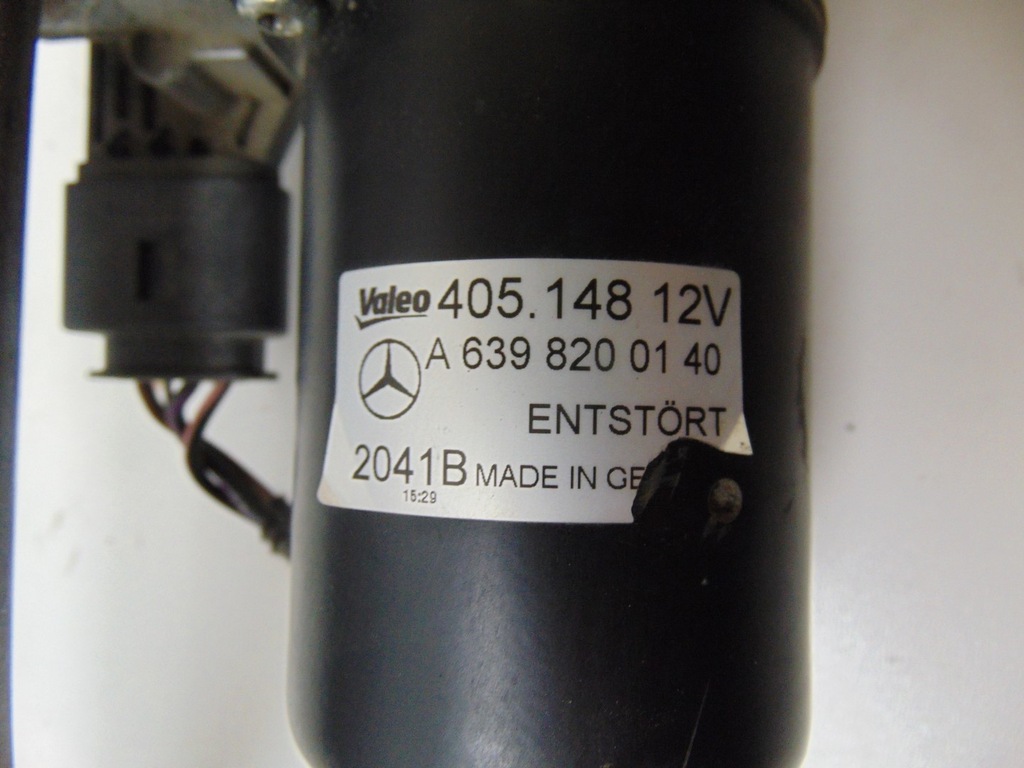 Valeo 405.148 12V
A 639 820 01 40
ENTSTÖRT
2041B MADE IN GE
15:29